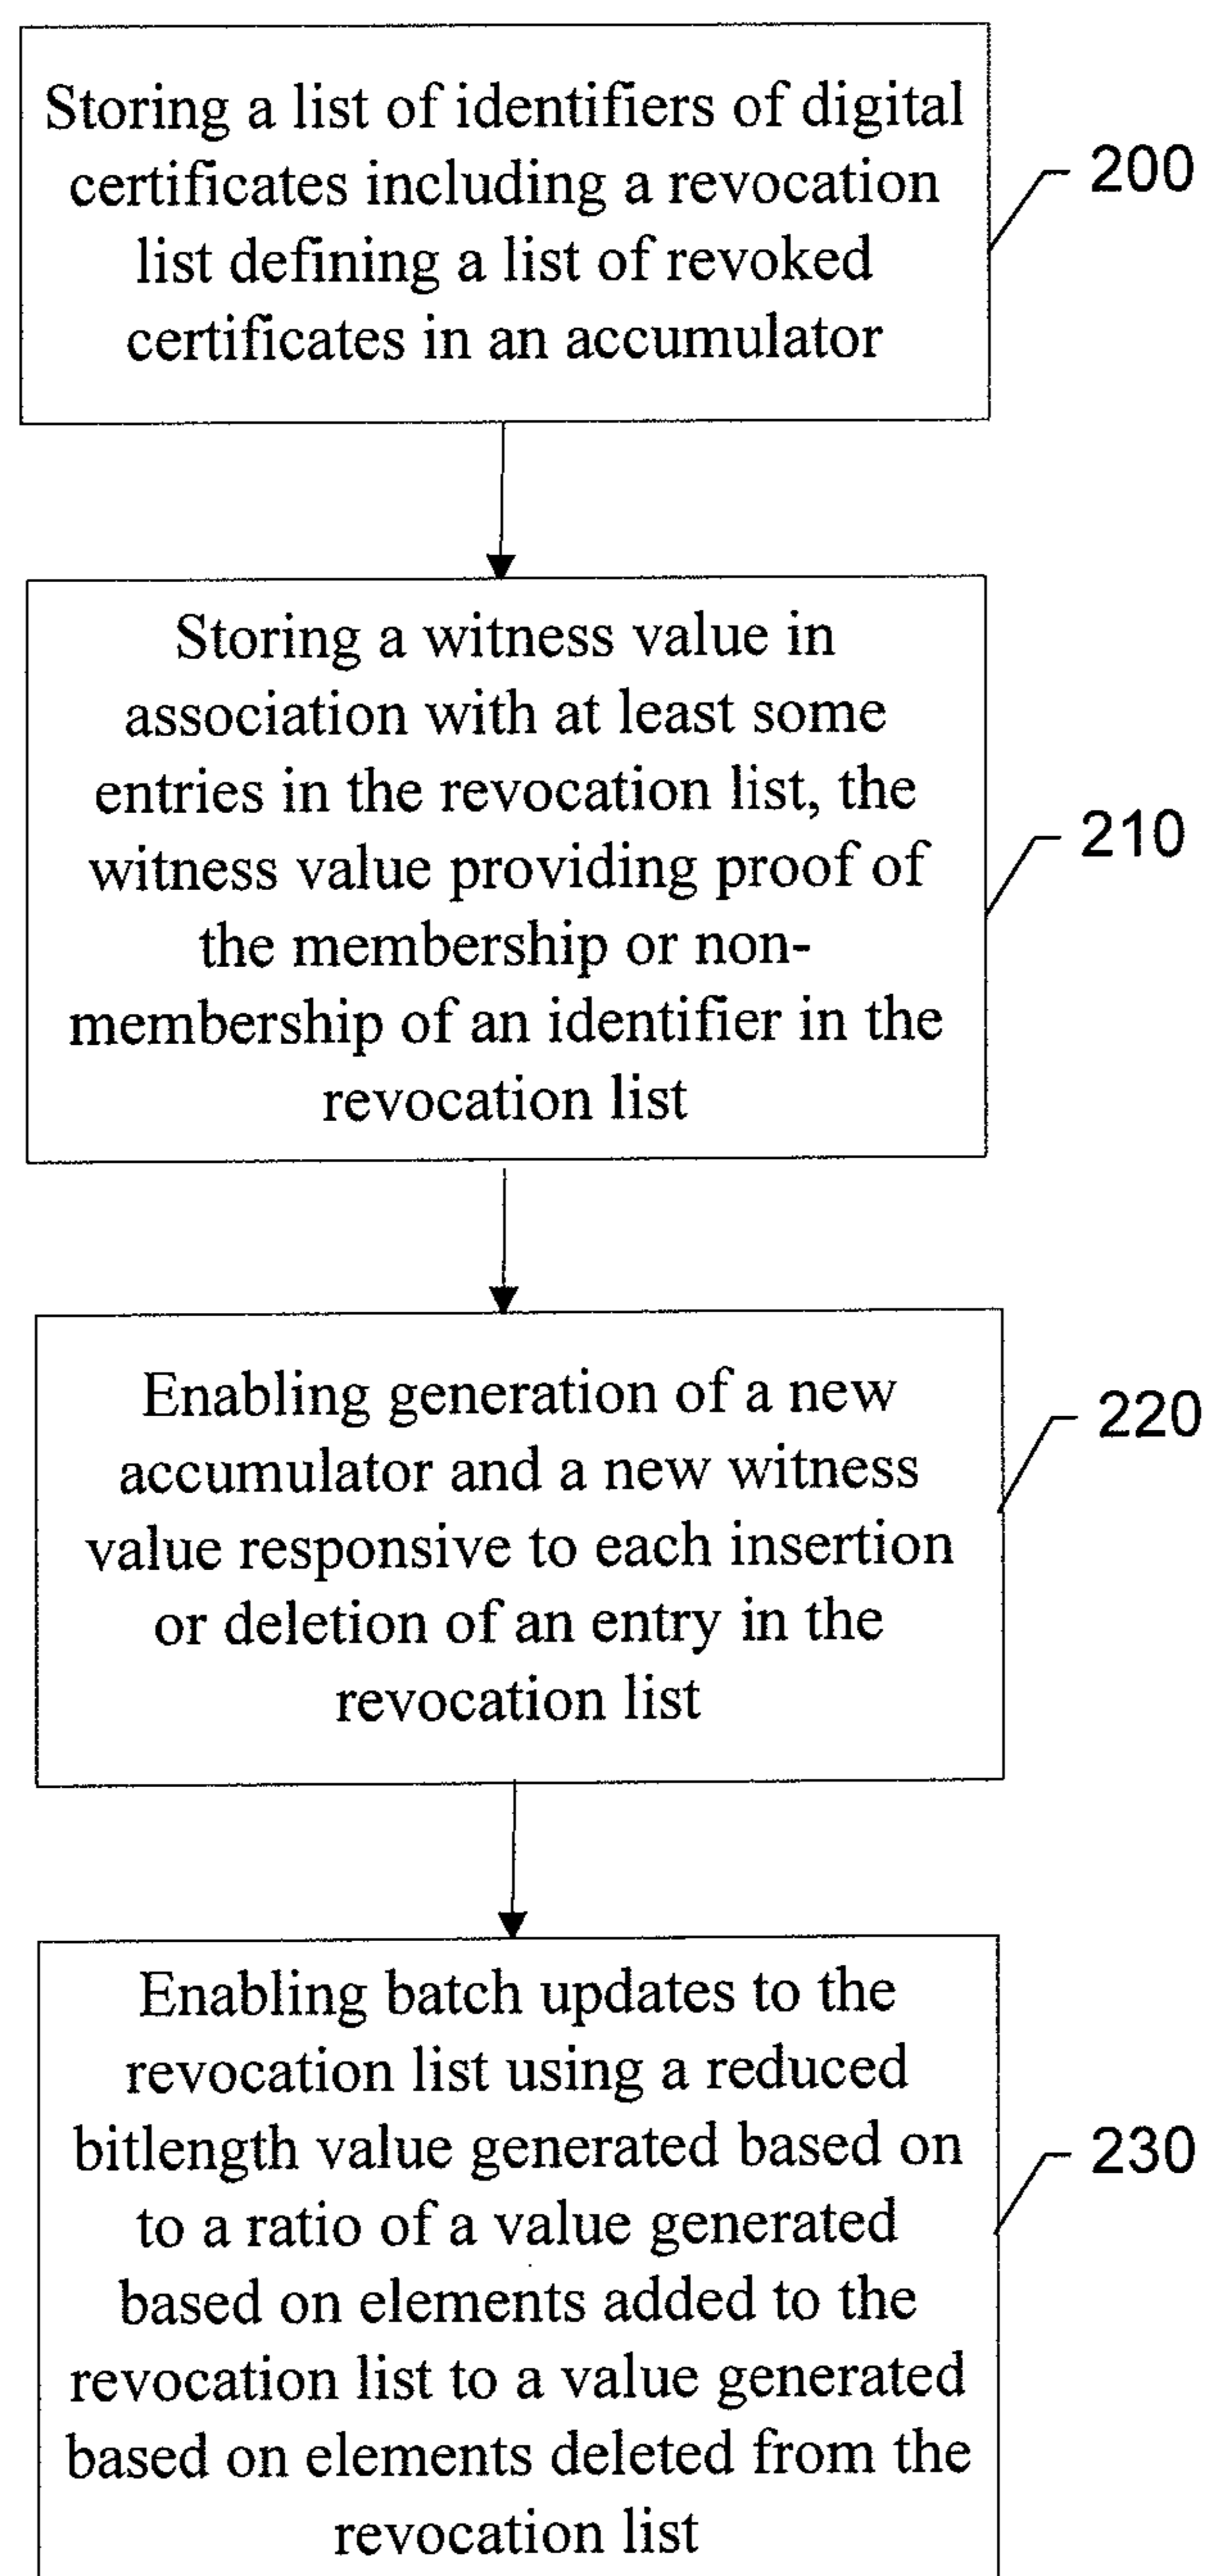 Storing a list of identifiers of digital
certificates including a revocation
list defining a list of revoked
certificates in an accumulator
200
Storing a witness value in
association with at least some
entries in the revocation list, the
witness value providing proof of
the membership or non-
membership of an identifier in the
revocation list
210
Enabling generation of a new
accumulator and a new witness
value responsive to each insertion
or deletion of an entry in the
revocation list
220
Enabling batch updates to the
revocation list using a reduced
bitlength value generated based on
to a ratio of a value generated
based on elements added to the
revocation list to a value generated
based on elements deleted from the
revocation list
230